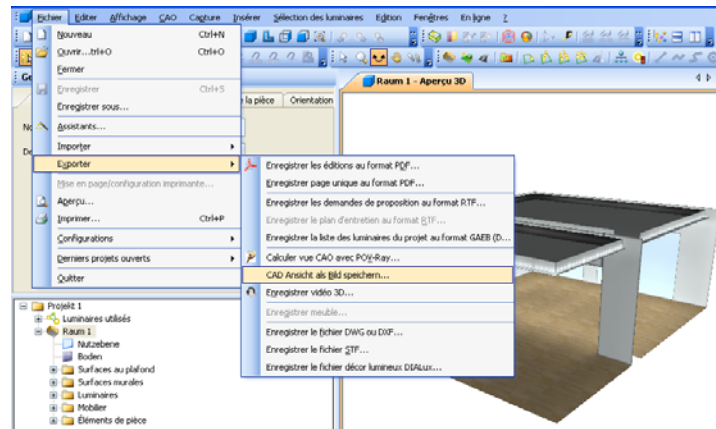 Fichier Editer Affichage CAO Capture Insérer Sélection des luminaires Edition Fenêtres En ligne ?
Nouveau Ctrl+N
Ouvrir...trl+O Ctrl+O
Fermer
Enregistrer Ctrl+S
Enregistrer sous...
Assistants...
Importer
Exporter
Mise en page/configuration imprimante...
Aperçu...
Imprimer... Ctrl+P
Configurations
Derniers projets ouverts
Quitter
la pièce Orientation
Raum 1 - Aperçu 3D
Enregistrer les éditions au format PDF...
Enregistrer page unique au format PDF...
Enregistrer les demandes de proposition au format RTF...
Enregistrer le plan d'entretien au format RTF...
Enregistrer la liste des luminaires du projet au format GAEB (D...
Calculer vue CAO avec POV-Ray...
CAD Ansicht als Bild speichern...
Enregistrer vidéo 3D...
Enregistrer meuble...
Enregistrer le fichier DWG ou DXF...
Enregistrer le fichier STF...
Enregistrer le fichier décor lumineux DIALux...
Projekt 1
Luminaires utilisés
Raum 1
Nutzebene
Boden
Surfaces au plafond
Surfaces murales
Luminaires
Mobilier
Éléments de pièce